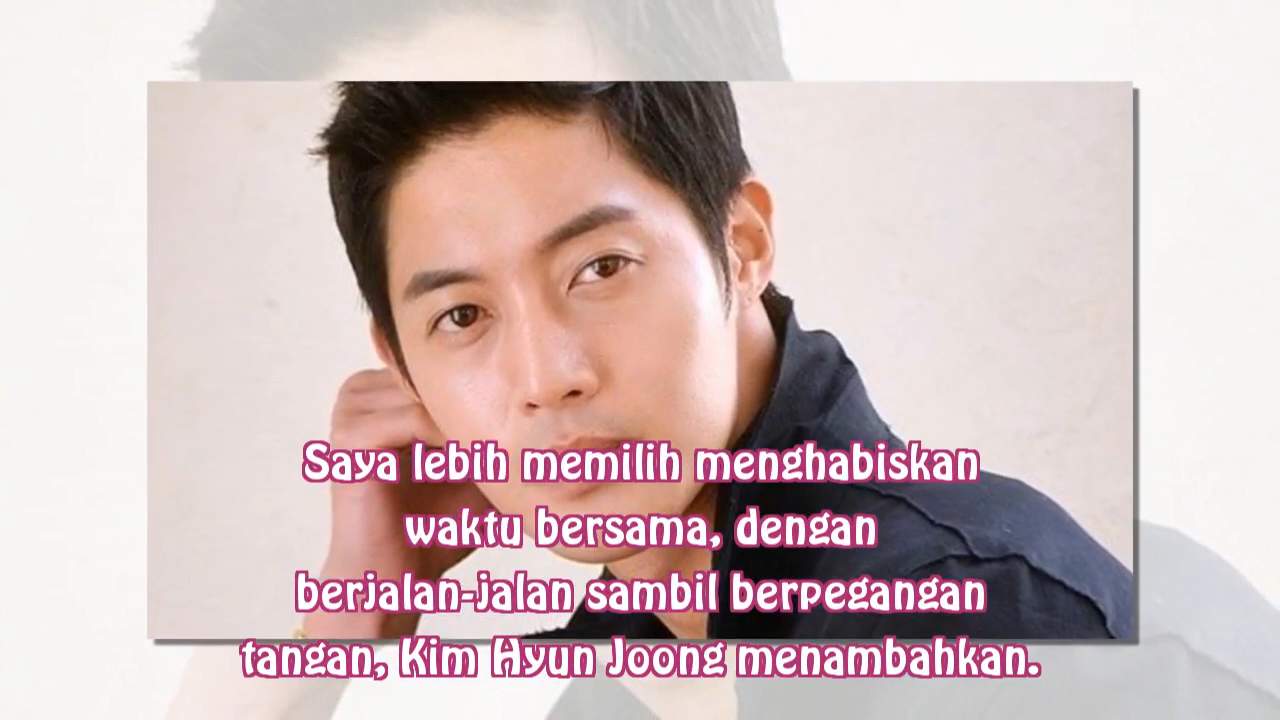 Saya lebih memilih menghabiskan
waktu bersama, dengan
berjalan-jalan sambil berpegangan
tangan, Kim Hyun Joong menambahkan.